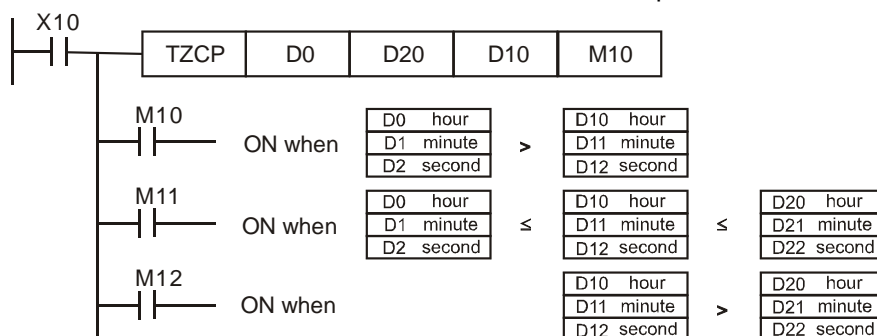 X10
TZCP D0 D20 D10 M10
M10
ON when
D0 hour
D1 minute
D2 second
>
D10 hour
D11 minute
D12 second
M11
ON when
D0 hour
D1 minute
D2 second
≤
D10 hour
D11 minute
D12 second
≤
D20 hour
D21 minute
D22 second
M12
ON when
D10 hour
D11 minute
D12 second
>
D20 hour
D21 minute
D22 second